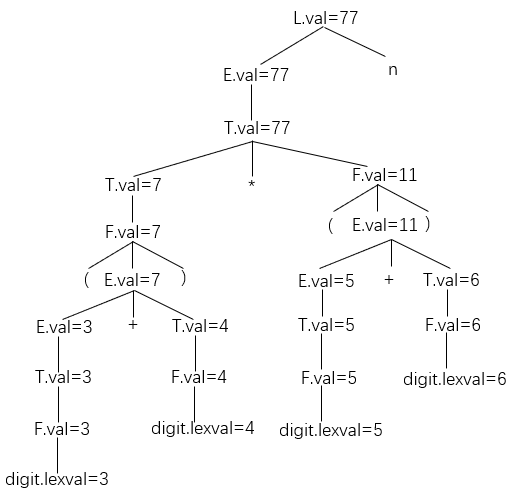 L.val=77
E.val=77
n
T.val=77
T.val=7
*
F.val=11
F.val=7
( E.val=11 )
( E.val=7 )
E.val=5
+
T.val=6
E.val=3
+
T.val=4
T.val=5
F.val=6
T.val=3
F.val=4
F.val=5
digit.lexval=6
F.val=3
digit.lexval=4
digit.lexval=5
digit.lexval=3